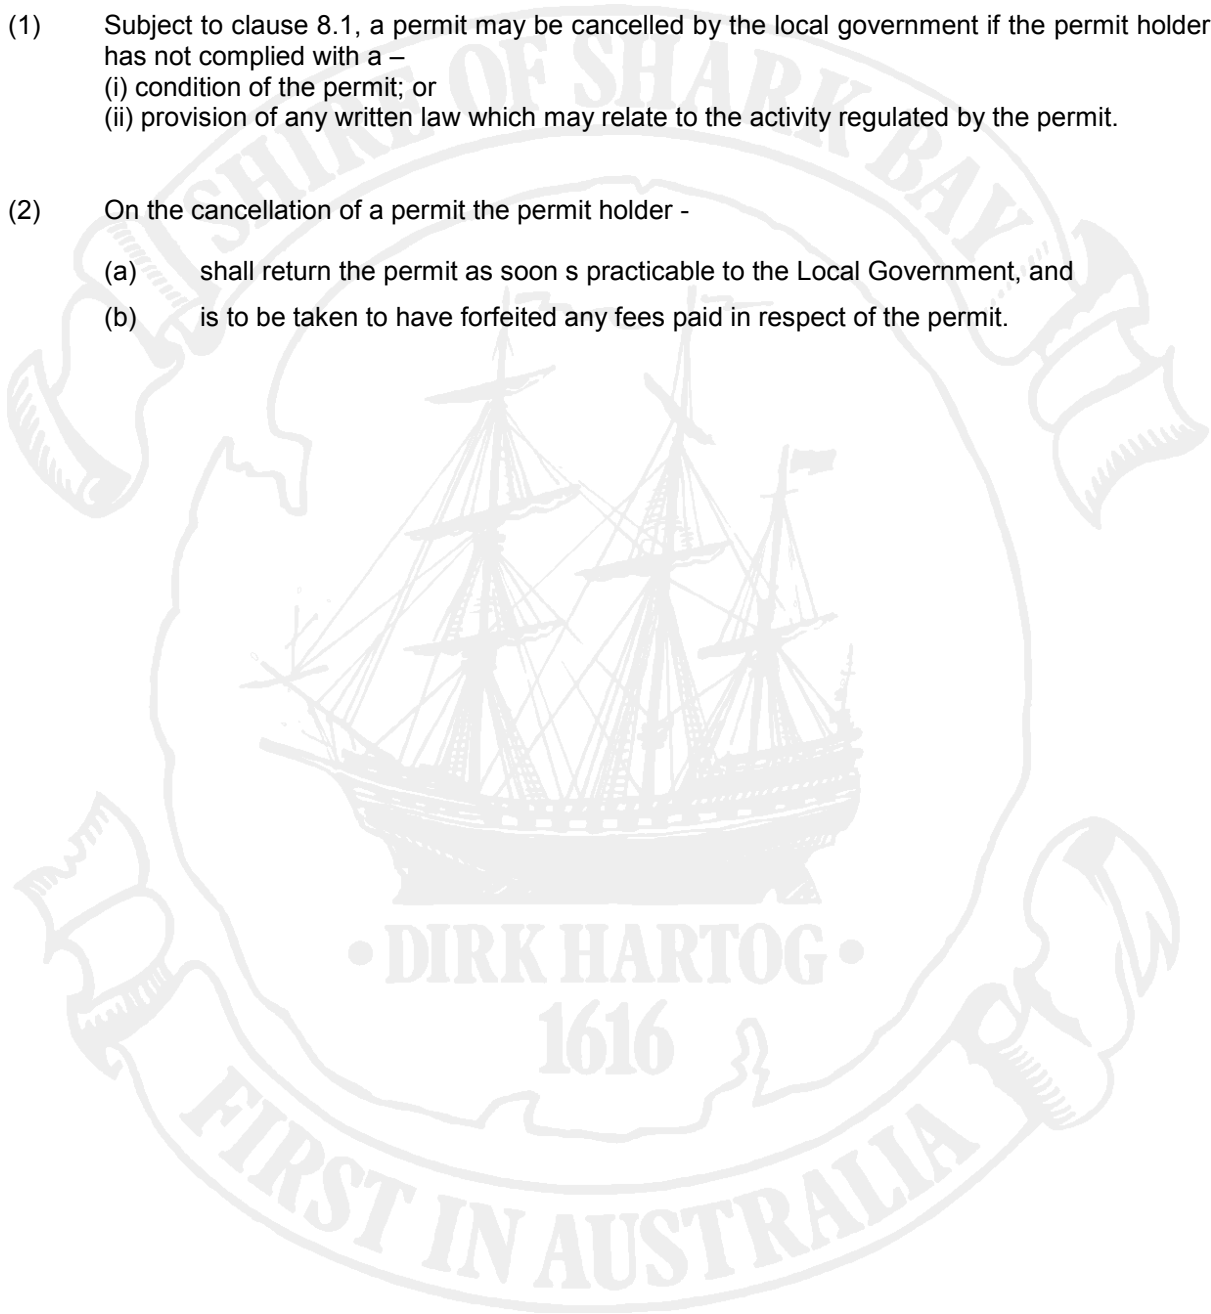 (1) Subject to clause 8.1, a permit may be cancelled by the local government if the permit holder
has not complied with a –
(i) condition of the permit; or
(ii) provision of any written law which may relate to the activity regulated by the permit.
(2) On the cancellation of a permit the permit holder -
(a) shall return the permit as soon s practicable to the Local Government, and
(b) is to be taken to have forfeited any fees paid in respect of the permit.
SHIRE OF SHARK BAY
• DIRK HARTOG •
1616
FIRST IN AUSTRALIA